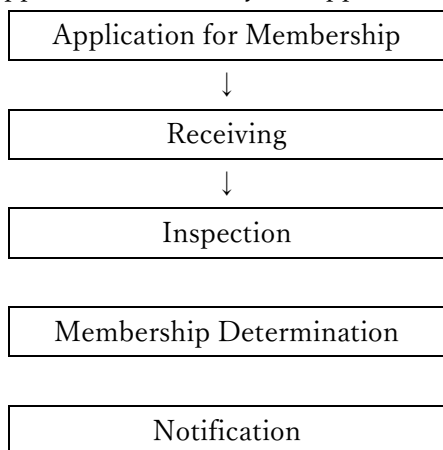 Application for Membership
↓
Receiving
↓
Inspection
Membership Determination
Notification